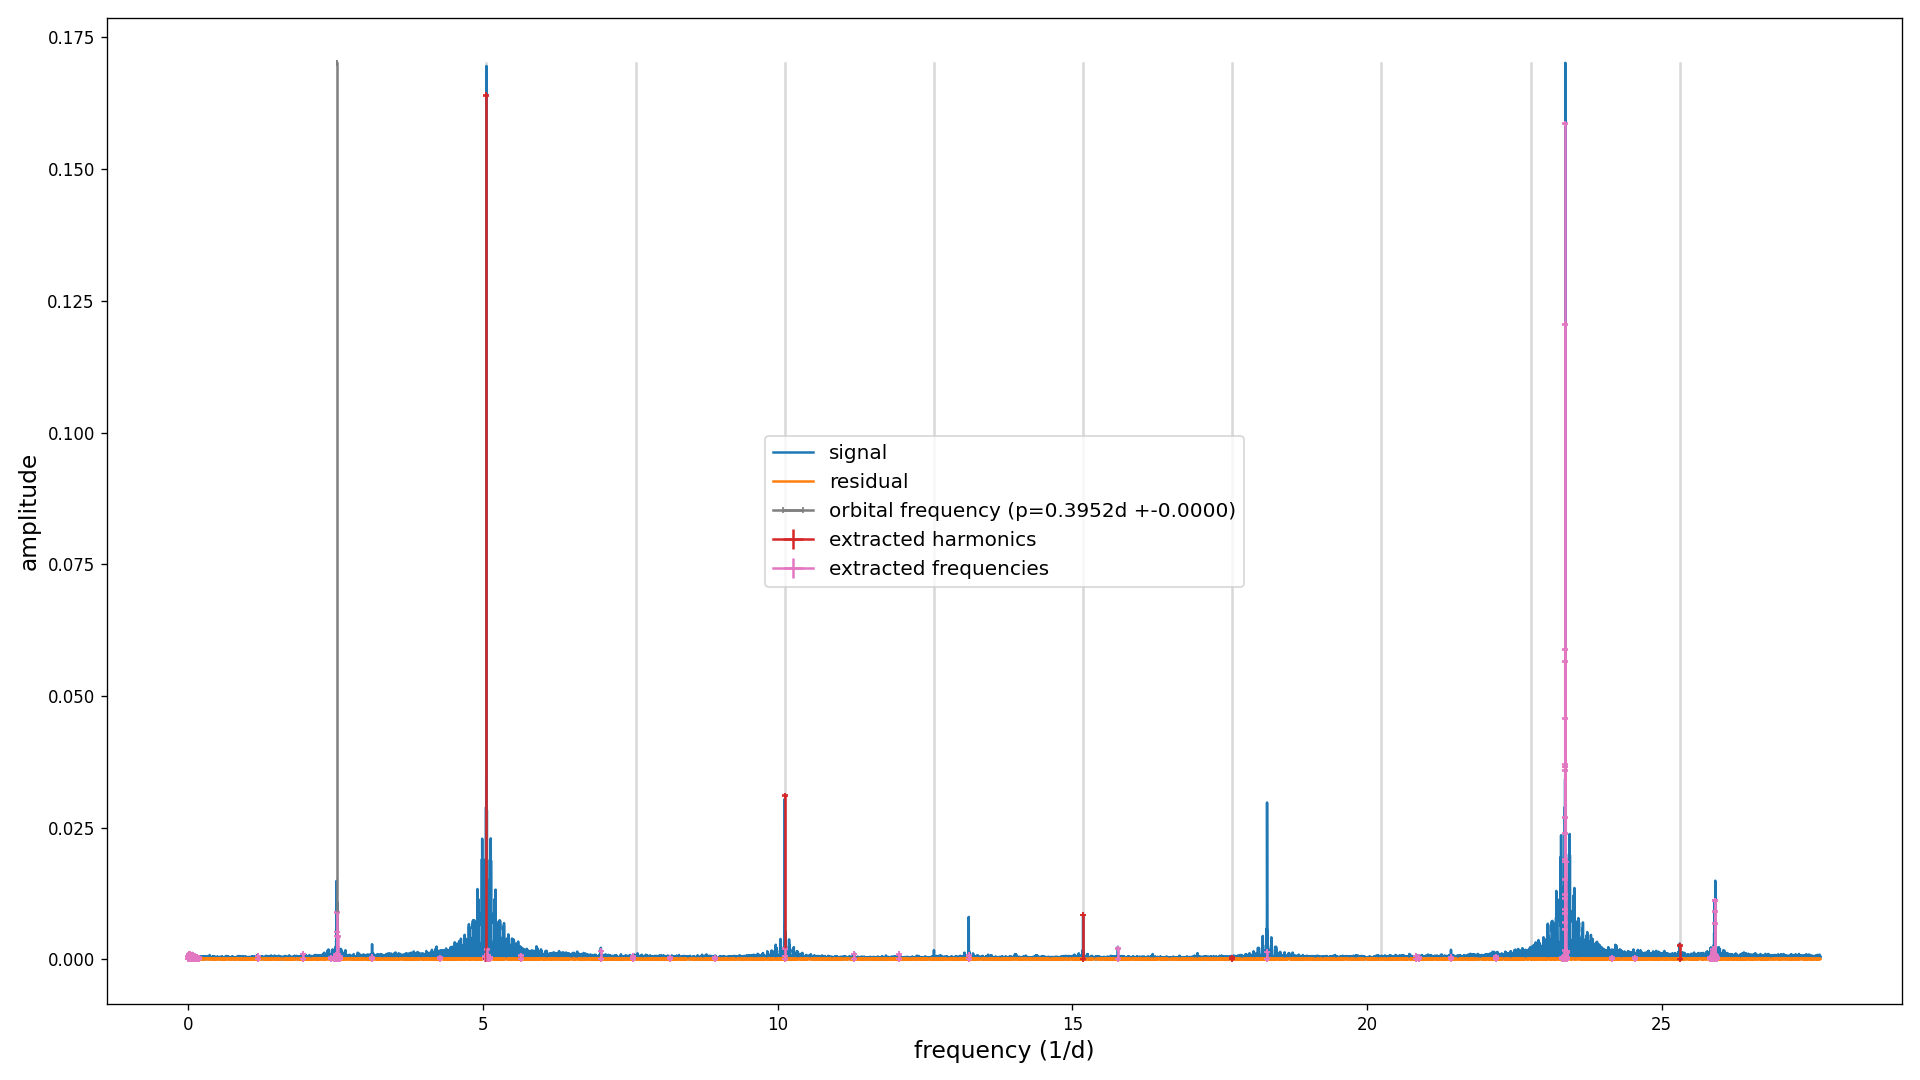 0.175
0.150
0.125
0.100
0.075
0.050
0.025
0.000
amplitude
signal
residual
orbital frequency (p=0.3952d +-0.0000)
extracted harmonics
extracted frequencies
0 5 10 15 20 25
frequency (1/d)